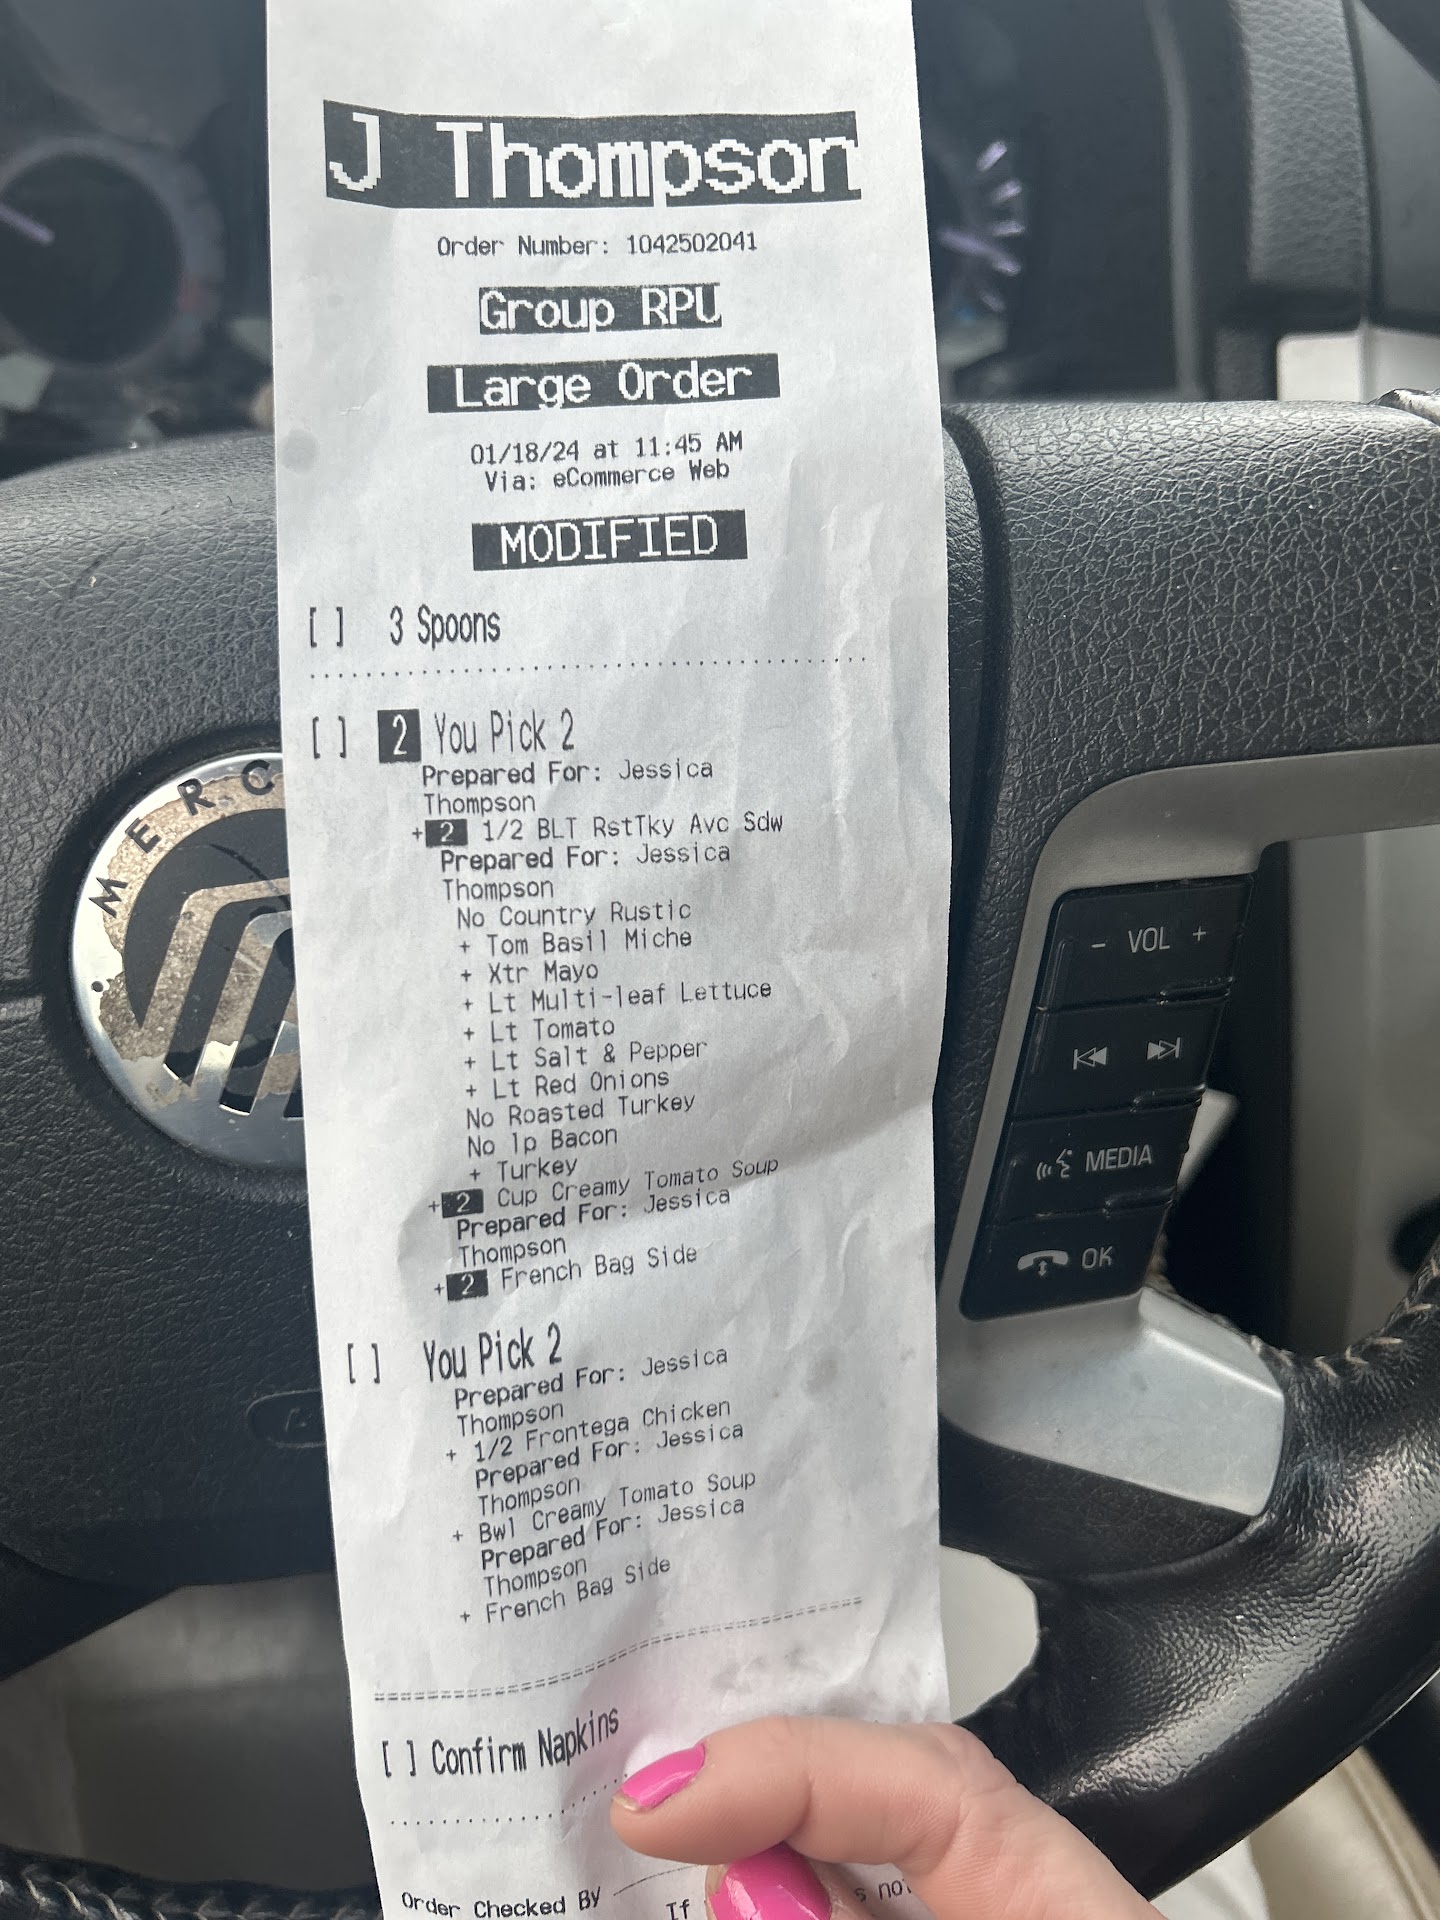 J Thompson
Order Number: 1042502041
Group RPU
Large Order
01/18/24 at 11:45 AM
Via: eCommerce Web
MODIFIED
[ ] 3 Spoons
[ ] 2 You Pick 2
Prepared For: Jessica
Thompson
+ 2 1/2 BLT RstTky Avc Sdw
Prepared For: Jessica
Thompson
No Country Rustic
+ Tom Basil Miche
+ Xtr Mayo
+ Lt Multi-leaf Lettuce
+ Lt Tomato
+ Lt Salt & Pepper
+ Lt Red Onions
No Roasted Turkey
No 1p Bacon
+ Turkey
+ 2 Cup Creamy Tomato Soup
Prepared For: Jessica
Thompson
+ 2 French Bag Side
[ ] You Pick 2
Prepared For: Jessica
Thompson
+ 1/2 Frontega Chicken
Prepared For: Jessica
Thompson
+ Bwl Creamy Tomato Soup
Prepared For: Jessica
Thompson
+ French Bag Side
[ ] Confirm Napkins
Order Checked By
If
MERC
- VOL +
MEDIA
OK